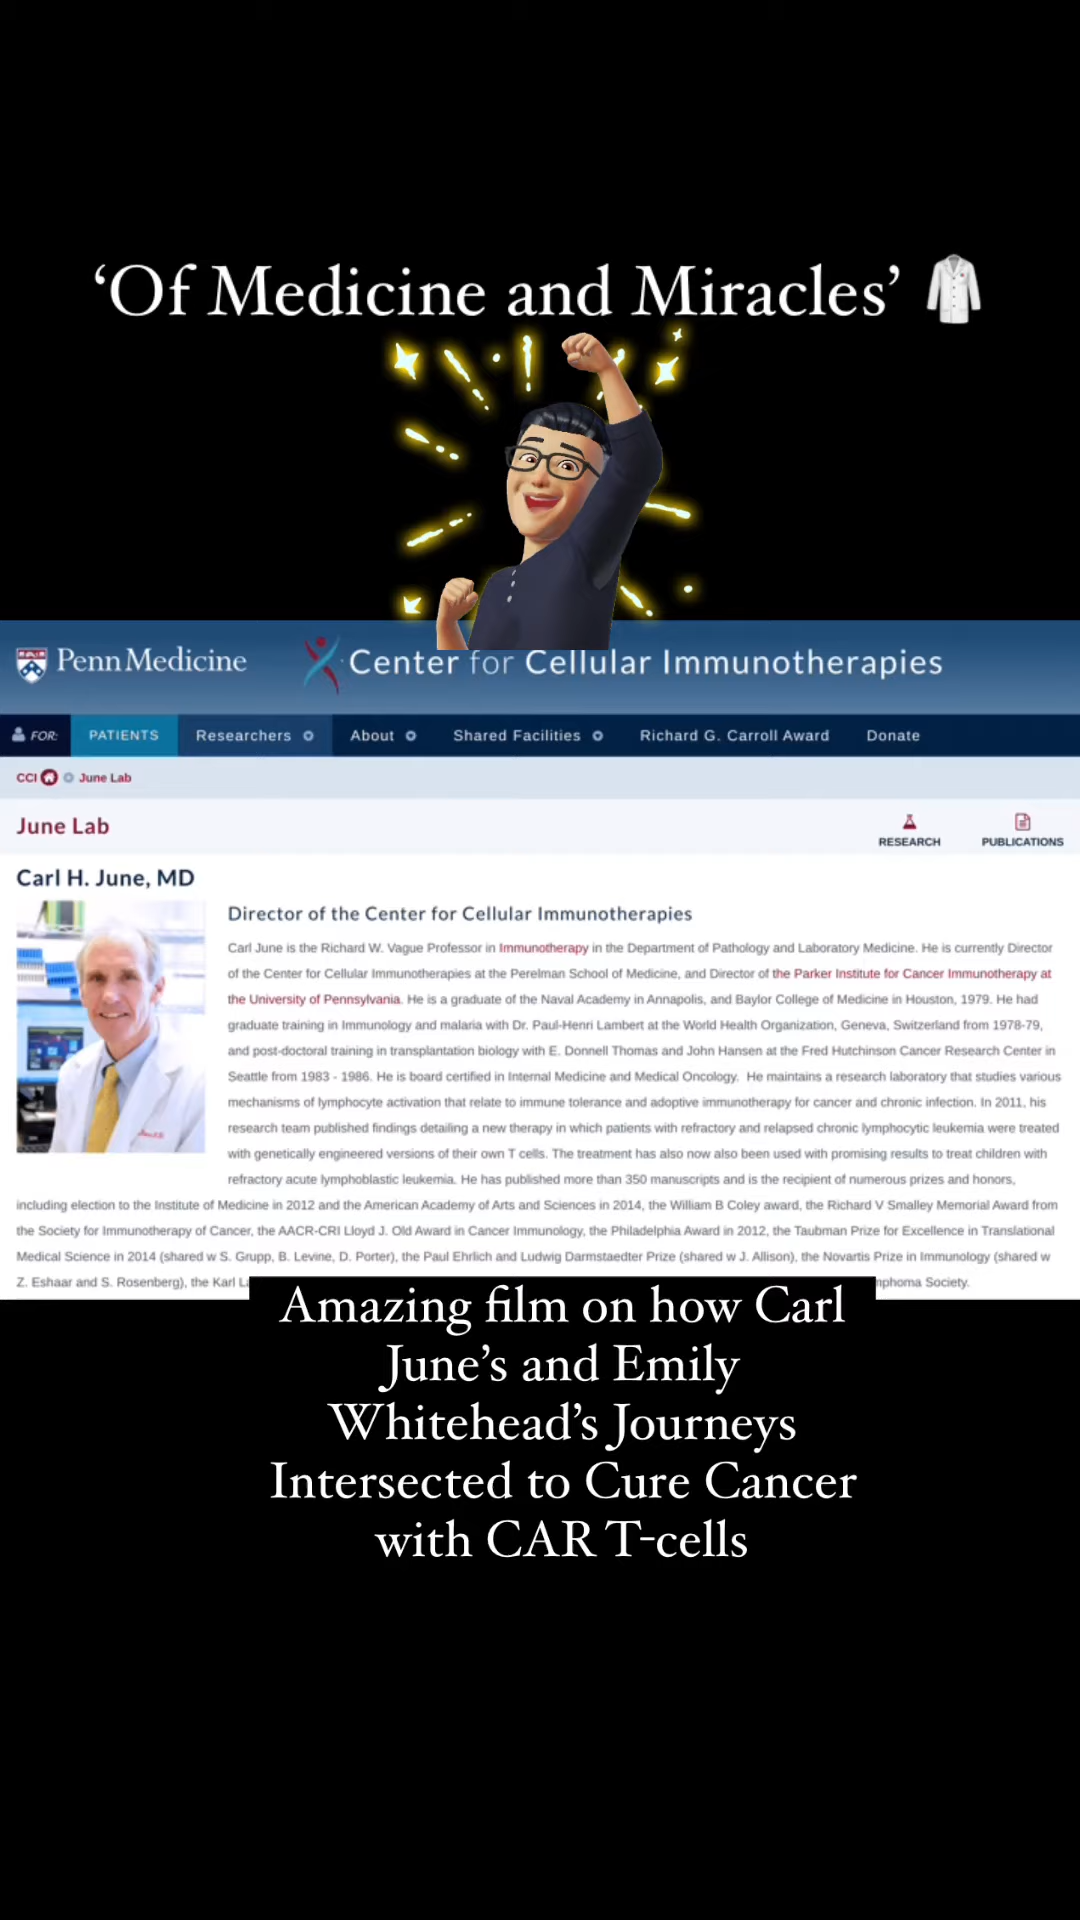 ‘Of Medicine and Miracles’
Penn Medicine
Center for Cellular Immunotherapies
FOR:
PATIENTS
Researchers
About
Shared Facilities
Richard G. Carroll Award
Donate
CCI
June Lab
June Lab
RESEARCH
PUBLICATIONS
Carl H. June, MD
Director of the Center for Cellular Immunotherapies
Carl June is the Richard W. Vague Professor in Immunotherapy in the Department of Pathology and Laboratory Medicine. He is currently Director
of the Center for Cellular Immunotherapies at the Perelman School of Medicine, and Director of the Parker Institute for Cancer Immunotherapy at
the University of Pennsylvania. He is a graduate of the Naval Academy in Annapolis, and Baylor College of Medicine in Houston, 1979. He had
graduate training in Immunology and malaria with Dr. Paul-Henri Lambert at the World Health Organization, Geneva, Switzerland from 1978-79,
and post-doctoral training in transplantation biology with E. Donnell Thomas and John Hansen at the Fred Hutchinson Cancer Research Center in
Seattle from 1983 - 1986. He is board certified in Internal Medicine and Medical Oncology. He maintains a research laboratory that studies various
mechanisms of lymphocyte activation that relate to immune tolerance and adoptive immunotherapy for cancer and chronic infection. In 2011, his
research team published findings detailing a new therapy in which patients with refractory and relapsed chronic lymphocytic leukemia were treated
with genetically engineered versions of their own T cells. The treatment has also now also been used with promising results to treat children with
refractory acute lymphoblastic leukemia. He has published more than 350 manuscripts and is the recipient of numerous prizes and honors,
including election to the Institute of Medicine in 2012 and the American Academy of Arts and Sciences in 2014, the William B Coley award, the Richard V Smalley Memorial Award from
the Society for Immunotherapy of Cancer, the AACR-CRI Lloyd J. Old Award in Cancer Immunology, the Philadelphia Award in 2012, the Taubman Prize for Excellence in Translational
Medical Science in 2014 (shared w S. Grupp, B. Levine, D. Porter), the Paul Ehrlich and Ludwig Darmstaedter Prize (shared w J. Allison), the Novartis Prize in Immunology (shared w
Z. Eshaar and S. Rosenberg), the Karl La
mphoma Society.
Amazing film on how Carl
June’s and Emily
Whitehead’s Journeys
Intersected to Cure Cancer
with CAR T-cells